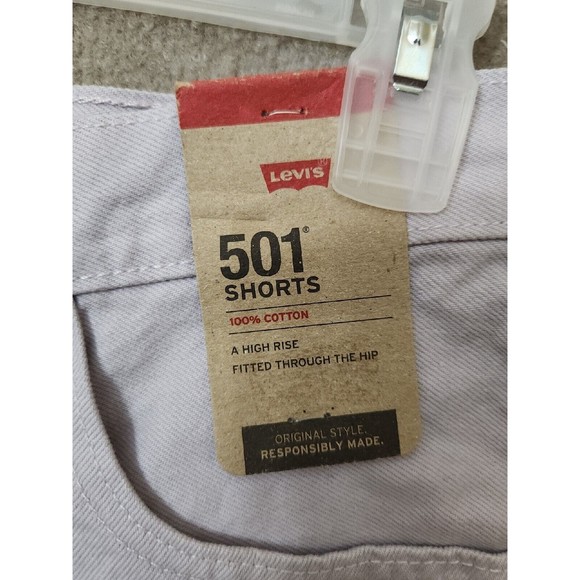 Levi's
501®
SHORTS
100% COTTON
A HIGH RISE
FITTED THROUGH THE HIP
ORIGINAL STYLE.
RESPONSIBLY MADE.